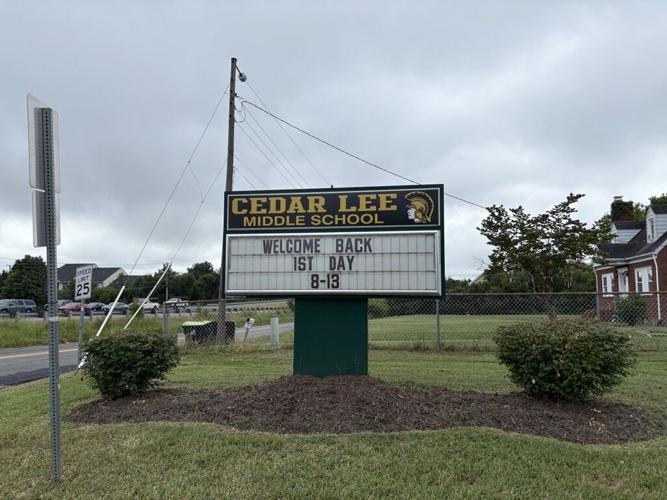 CEDAR LEE
MIDDLE SCHOOL
WELCOME BACK
1ST DAY
8-13
SPEED
LIMIT
25